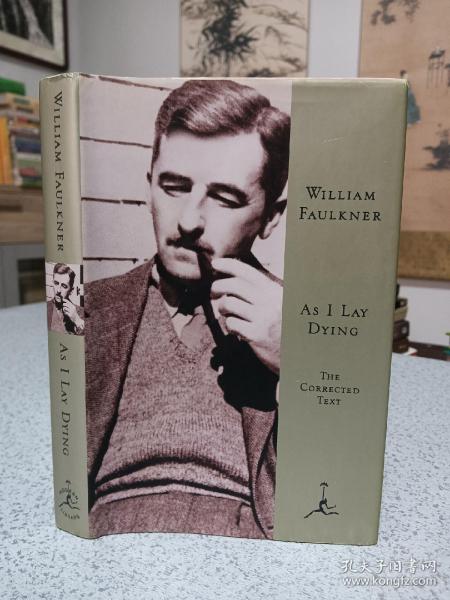 WILLIAM FAULKNER
AS I LAY DYING
WILLIAM
FAULKNER
AS I LAY
DYING
THE
CORRECTED
TEXT
孔夫子旧书网
www.kongfz.com